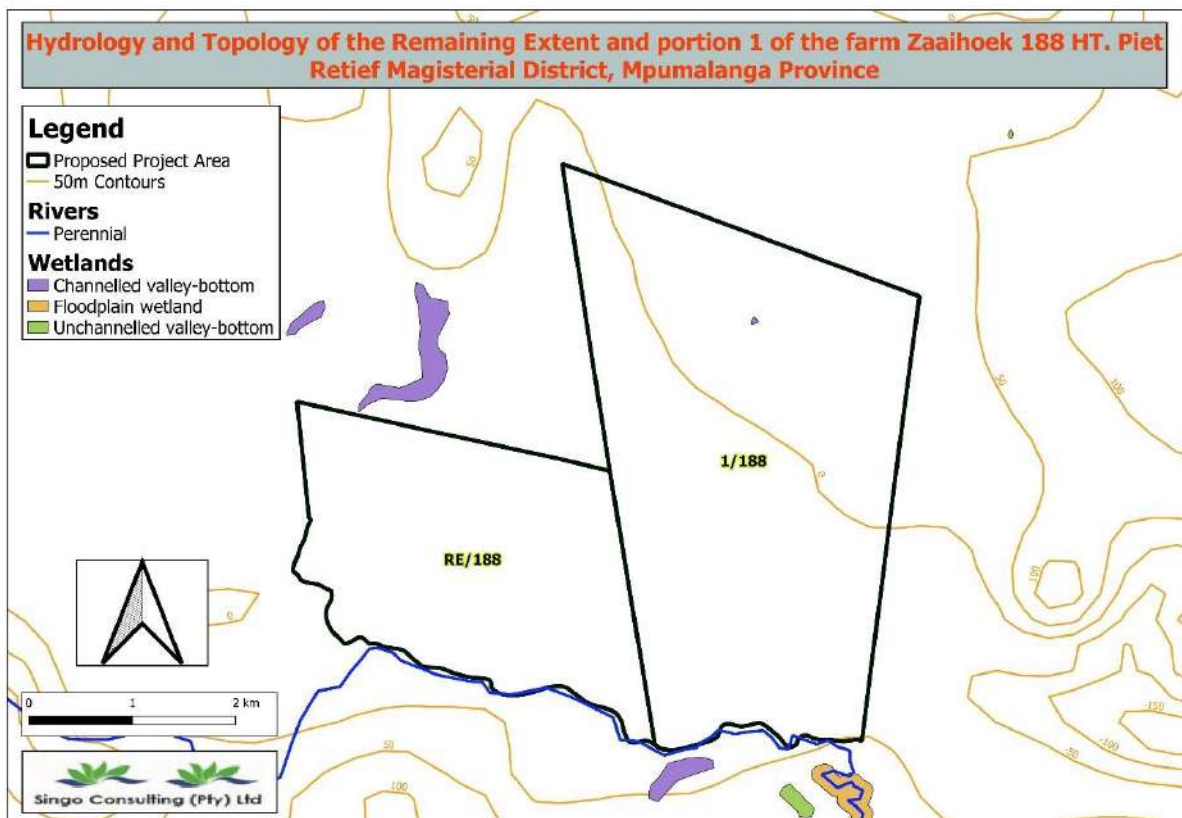 Hydrology and Topology of the Remaining Extent and portion 1 of the farm Zaaihoek 188 HT. Piet
Retief Magisterial District, Mpumalanga Province
Legend
Proposed Project Area
50m Contours
Rivers
Perennial
Wetlands
Channelled valley-bottom
Floodplain wetland
Unchannelled valley-bottom
0
50
50
100
1/188
0
RE/188
100
0
0 1 2 km
-150
-100
-50
50
100
Singo Consulting (Pty) Ltd